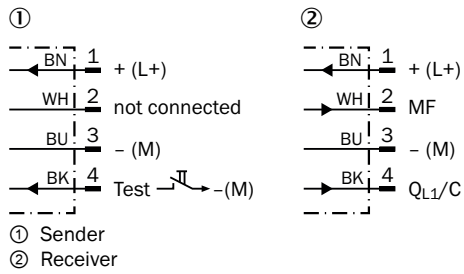 ① ②
BN 1 + (L+) BN 1 + (L+)
WH 2 not connected WH 2 MF
BU 3 – (M) BU 3 – (M)
BK 4 Test –(M) BK 4 QL1/C
① Sender
② Receiver